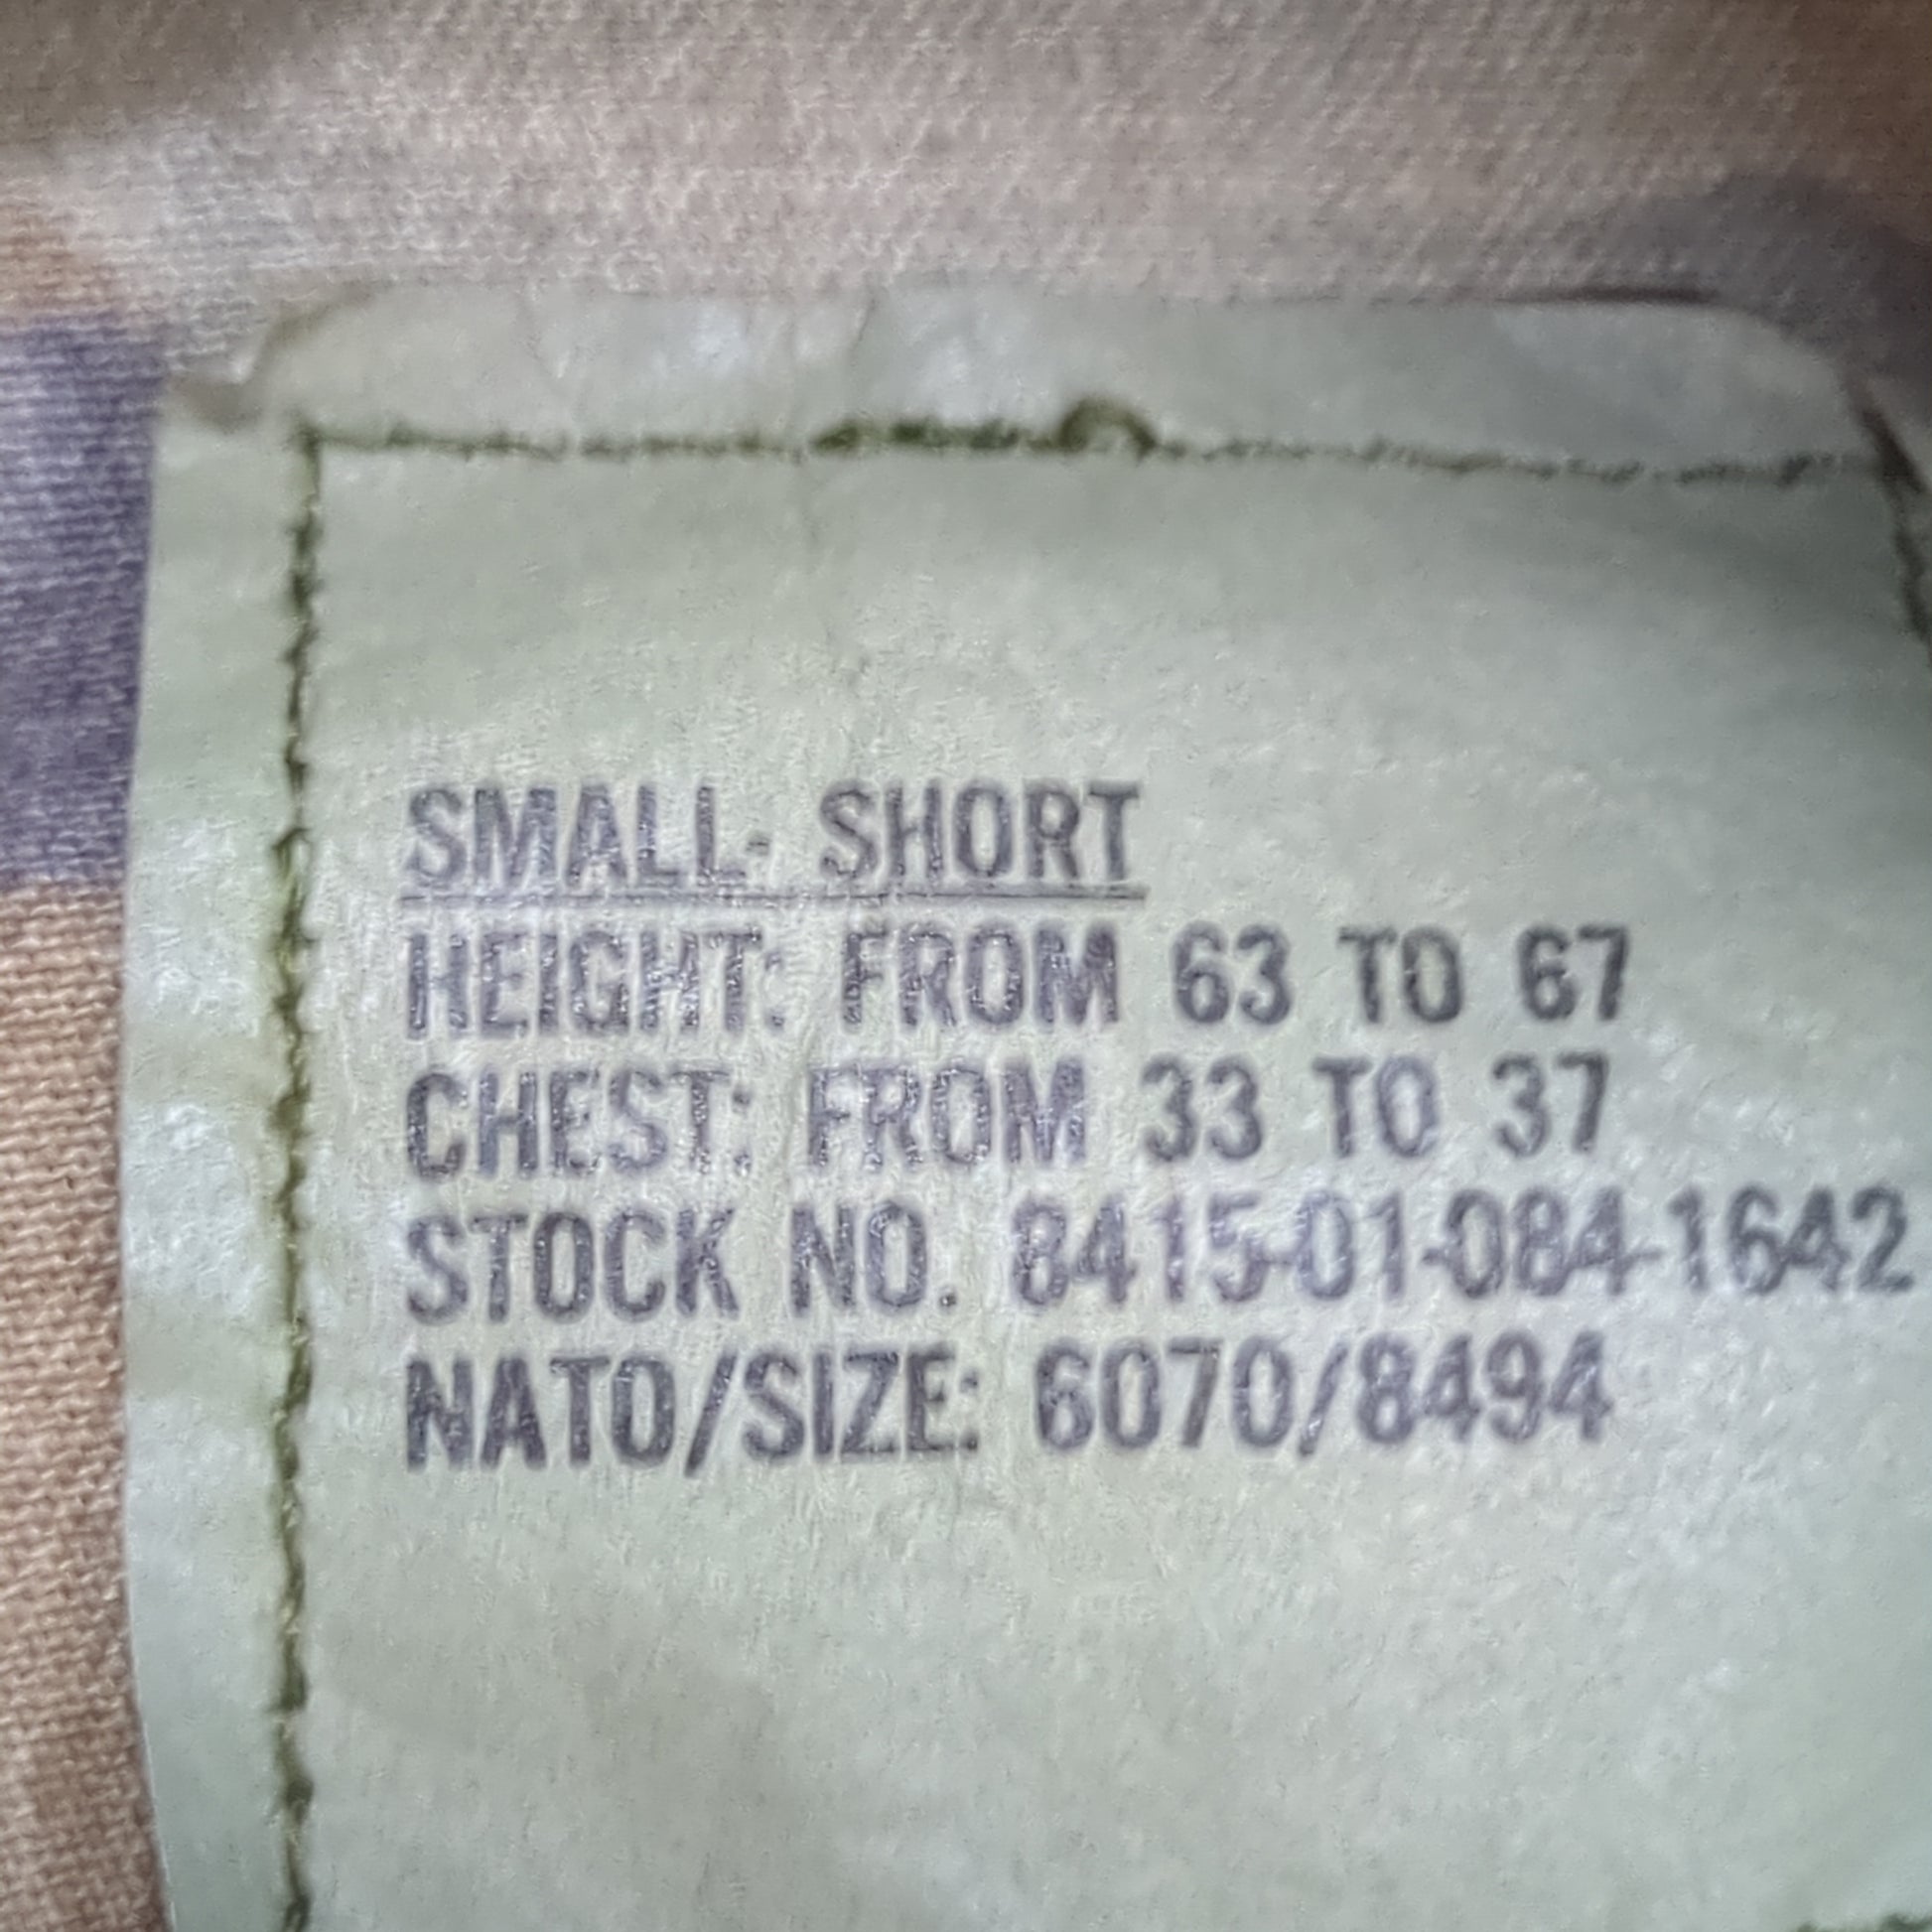 SMALL- SHORT
HEIGHT: FROM 63 TO 67
CHEST: FROM 33 TO 37
STOCK NO. 8415-01-084-1642
NATO/SIZE: 6070/8494